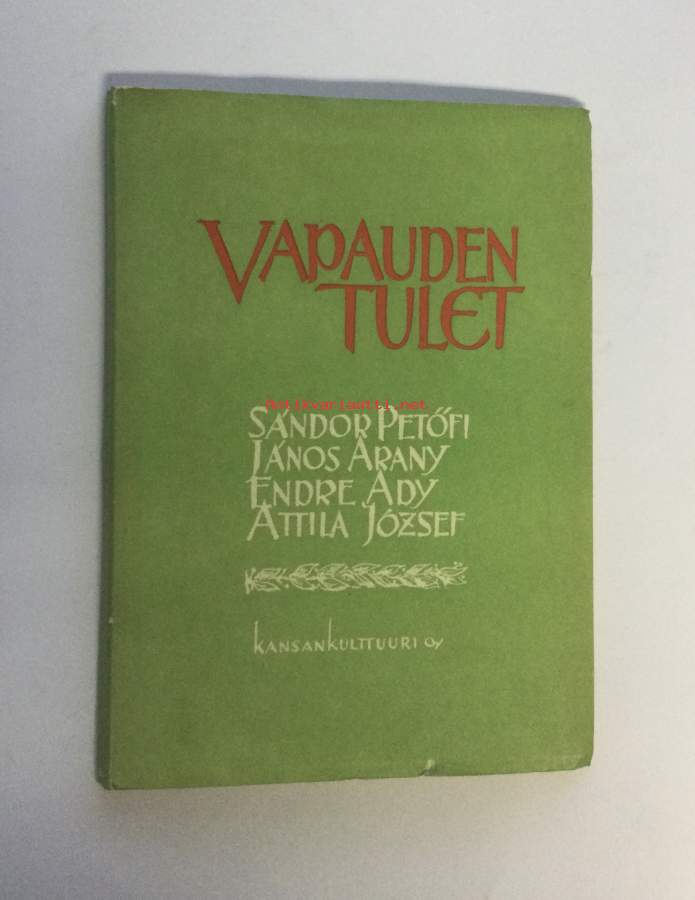 VAPAUDEN
TULET
Antikvariaatti.net
SÁNDOR PETŐFI
JÁNOS ARANY
ENDRE ADY
ATTILA JÓZSEF
KANSANKULTTUURI OY